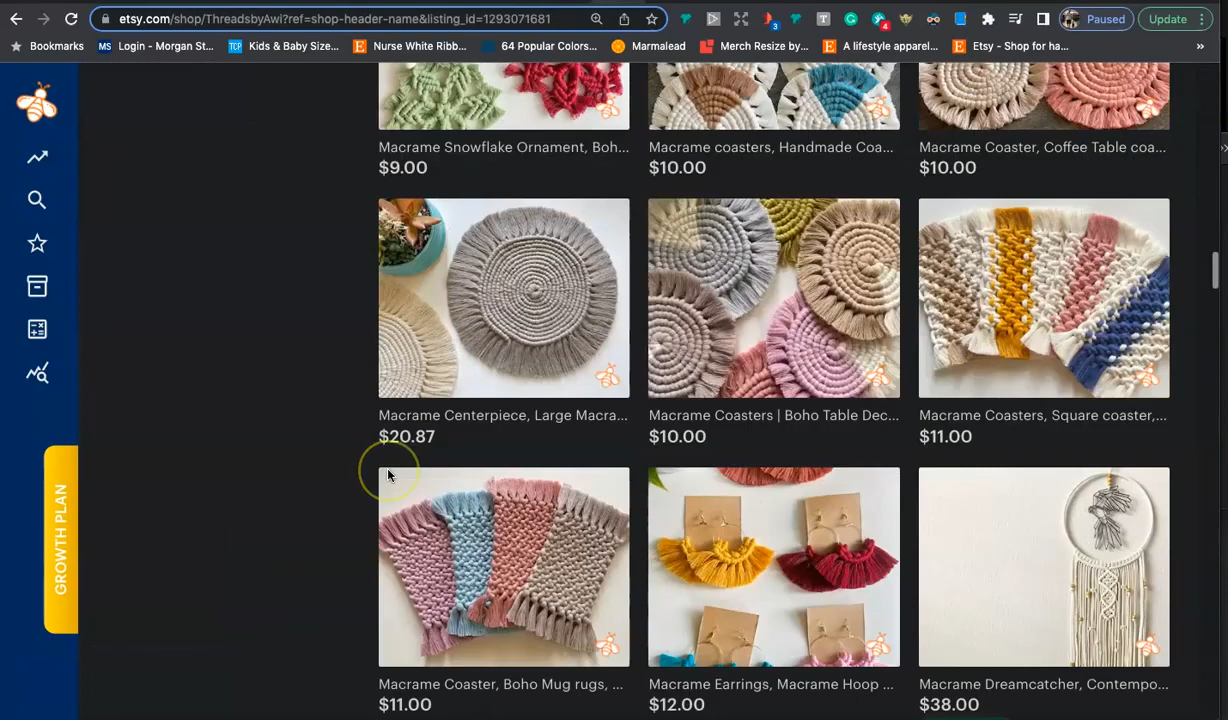 etsy.com/shop/ThreadsbyAwi?ref=shop-header-name&listing_id=1293071681
3
T
4
Paused
Update
Bookmarks
MS Login - Morgan St...
TCP Kids & Baby Size...
E Nurse White Ribb...
64 Popular Colors...
Marmalead
Merch Resize by...
E A lifestyle apparel...
E Etsy - Shop for ha...
»
Macrame Snowflake Ornament, Boh...
Macrame coasters, Handmade Coa...
Macrame Coaster, Coffee Table coa...
$9.00
$10.00
$10.00
Macrame Centerpiece, Large Macra...
Macrame Coasters | Boho Table Dec...
Macrame Coasters, Square coaster,...
$20.87
$10.00
$11.00
GROWTH PLAN
Macrame Coaster, Boho Mug rugs, ...
Macrame Earrings, Macrame Hoop ...
Macrame Dreamcatcher, Contempo...
$11.00
$12.00
$38.00